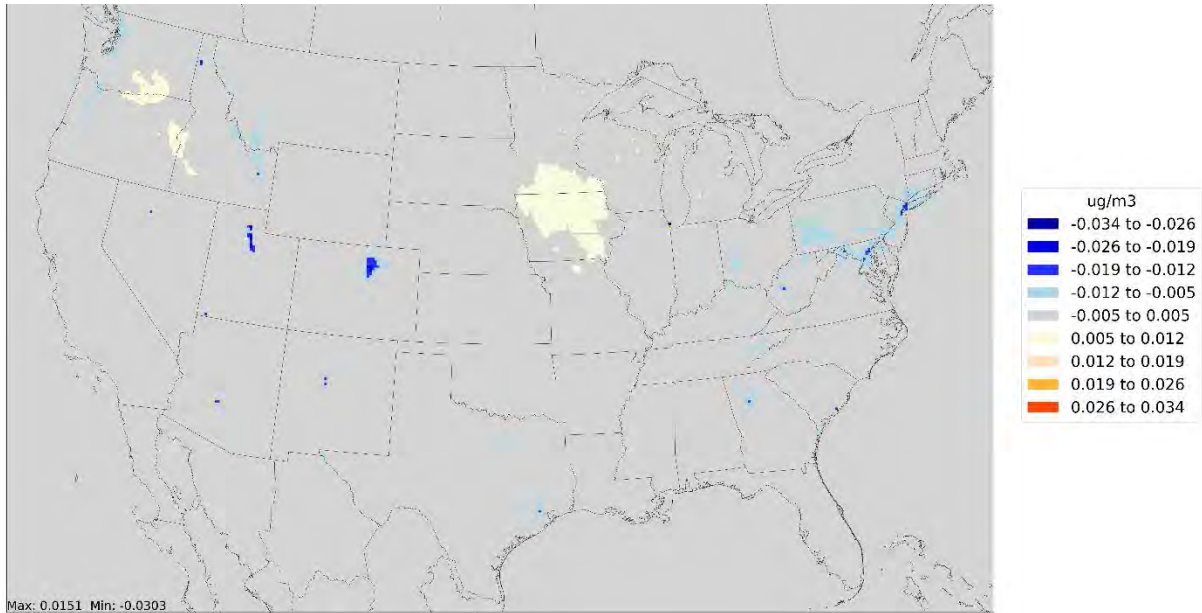 ug/m3
-0.034 to -0.026
-0.026 to -0.019
-0.019 to -0.012
-0.012 to -0.005
-0.005 to 0.005
0.005 to 0.012
0.012 to 0.019
0.019 to 0.026
0.026 to 0.034
Max: 0.0151 Min: -0.0303